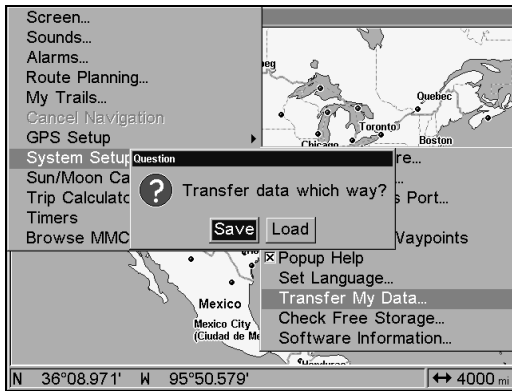 Screen...
Sounds...
Alarms...
Route Planning...
My Trails...
Cancel Navigation
GPS Setup
System Setup
Sun/Moon Ca
Trip Calculato
Timers
Browse MMC
Question
Transfer data which way?
Save
Load
re...
...
s Port...
Waypoints
Popup Help
Set Language...
Transfer My Data...
Check Free Storage...
Software Information...
eg
Quebec
Toronto
Boston
Chicago
Mexico
Mexico City
(Ciudad de Me
N 36°08.971' W 95°50.579'
↔ 4000 mi